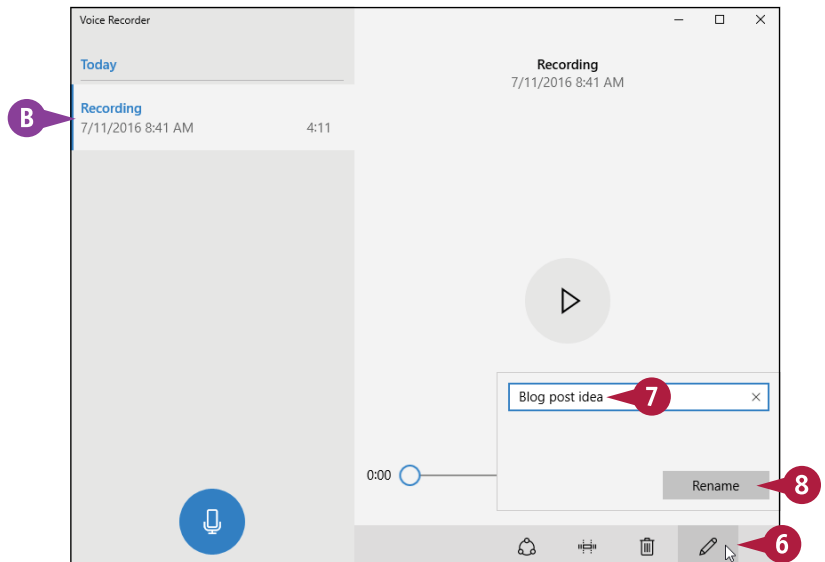 Voice Recorder
Today
Recording
7/11/2016 8:41 AM 4:11
B
Recording
7/11/2016 8:41 AM
Blog post idea
7
0:00
Rename
8
6